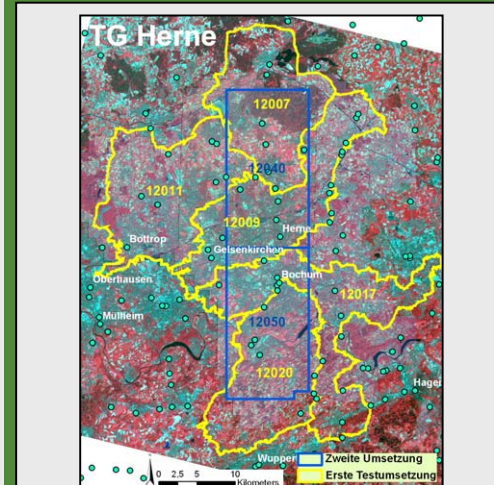 TG Herne
12007
12040
12011
12009
Herne
Bottrop
Gelsenkirchen
Oberhausen
Bochum
12017
Mülheim
12050
12020
Hagen
Wupper
Zweite Umsetzung
Erste Testumsetzung
0 2.5 5 10
Kilometers